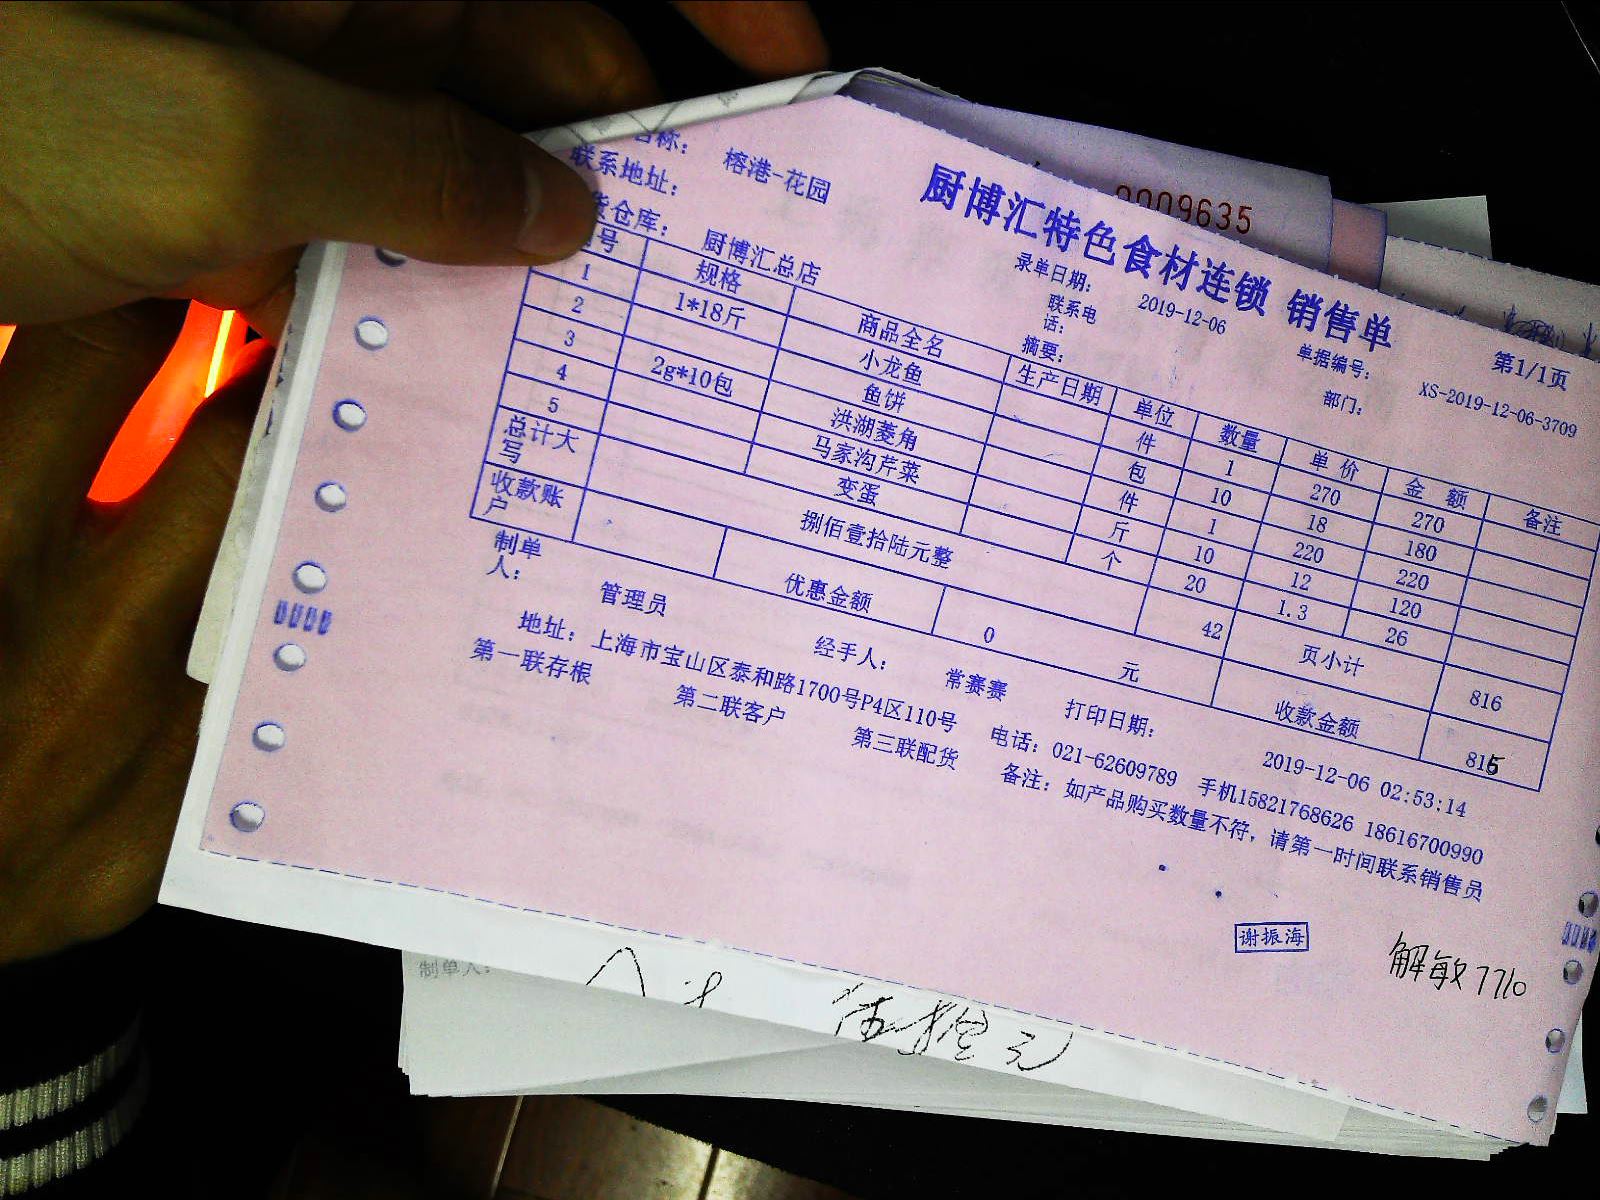 厨博汇特色食材连锁 销售单
第1/1页
名称： 榕港-花园 录单日期： 2019-12-06 单据编号： XS-2019-12-06-3709
联系地址： 联系电话： 部门：
货仓库： 厨博汇总店 摘要：
号 规格 商品全名 生产日期 单位 数量 单 价 金 额 备注
1 1*18斤 小龙鱼 件 1 270 270
2 鱼饼 包 10 18 180
3 2g*10包 洪湖菱角 件 1 220 220
4 马家沟芹菜 斤 10 12 120
5 变蛋 个 20 1.3 26
总计大写 捌佰壹拾陆元整 42 页小计 816
收款账户 优惠金额 0 元 收款金额 815
制单人： 管理员 经手人： 常赛赛 打印日期： 2019-12-06 02:53:14
地址：上海市宝山区泰和路1700号P4区110号 电话：021-62609789 手机15821768626 18616700990
第一联存根 第二联客户 第三联配货 备注：如产品购买数量不符，请第一时间联系销售员
谢振海
解敏7710
009635
制单人：